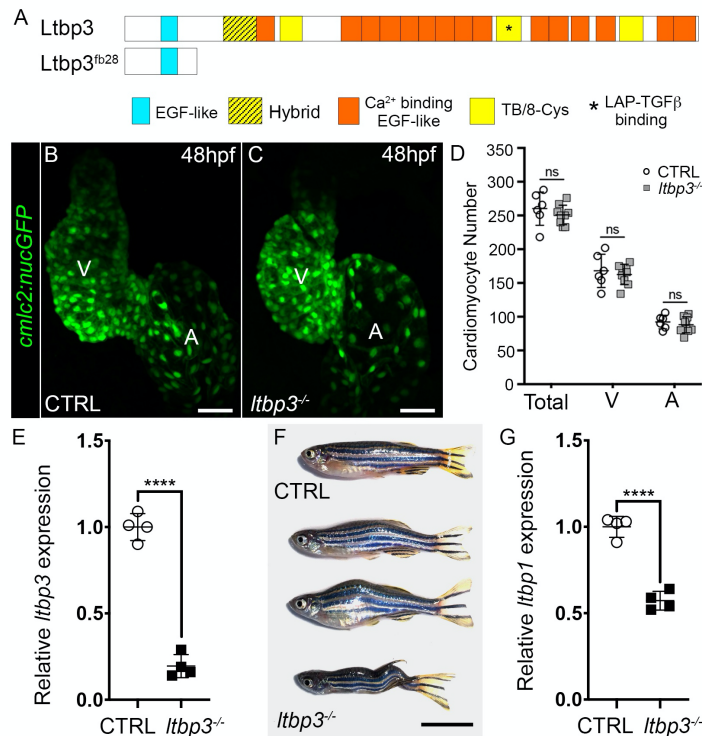 A
Ltbp3
*
Ltbp3fb28
EGF-like
Hybrid
Ca2+ binding
EGF-like
TB/8-Cys
* LAP-TGFβ
binding
B
48hpf
C
48hpf
cmlc2:nucGFP
V
A
CTRL
V
A
ltbp3-/-
D
Cardiomyocyte Number
350
300
250
200
150
100
50
0
ns
ns
ns
CTRL
ltbp3-/-
Total
V
A
E
Relative ltbp3 expression
1.5
1.0
0.5
0.0
****
CTRL
ltbp3-/-
F
CTRL
ltbp3-/-
G
Relative ltbp1 expression
1.5
1.0
0.5
0.0
****
CTRL
ltbp3-/-